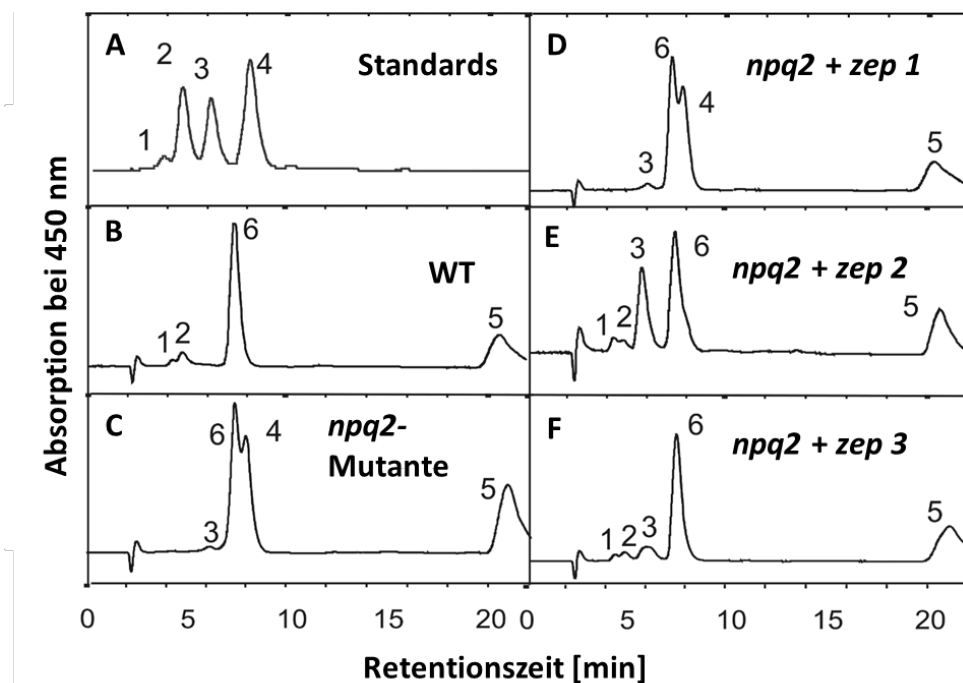 Absorption bei 450 nm
A
Standards
1 2 3 4
B
WT
1 2 6 5
C
npq2-
Mutante
3 6 4 5
0 5 10 15 20
D
npq2 + zep 1
3 6 4 5
E
npq2 + zep 2
1 2 3 6 5
F
npq2 + zep 3
1 2 3 6 5
0 5 10 15 20
Retentionszeit [min]